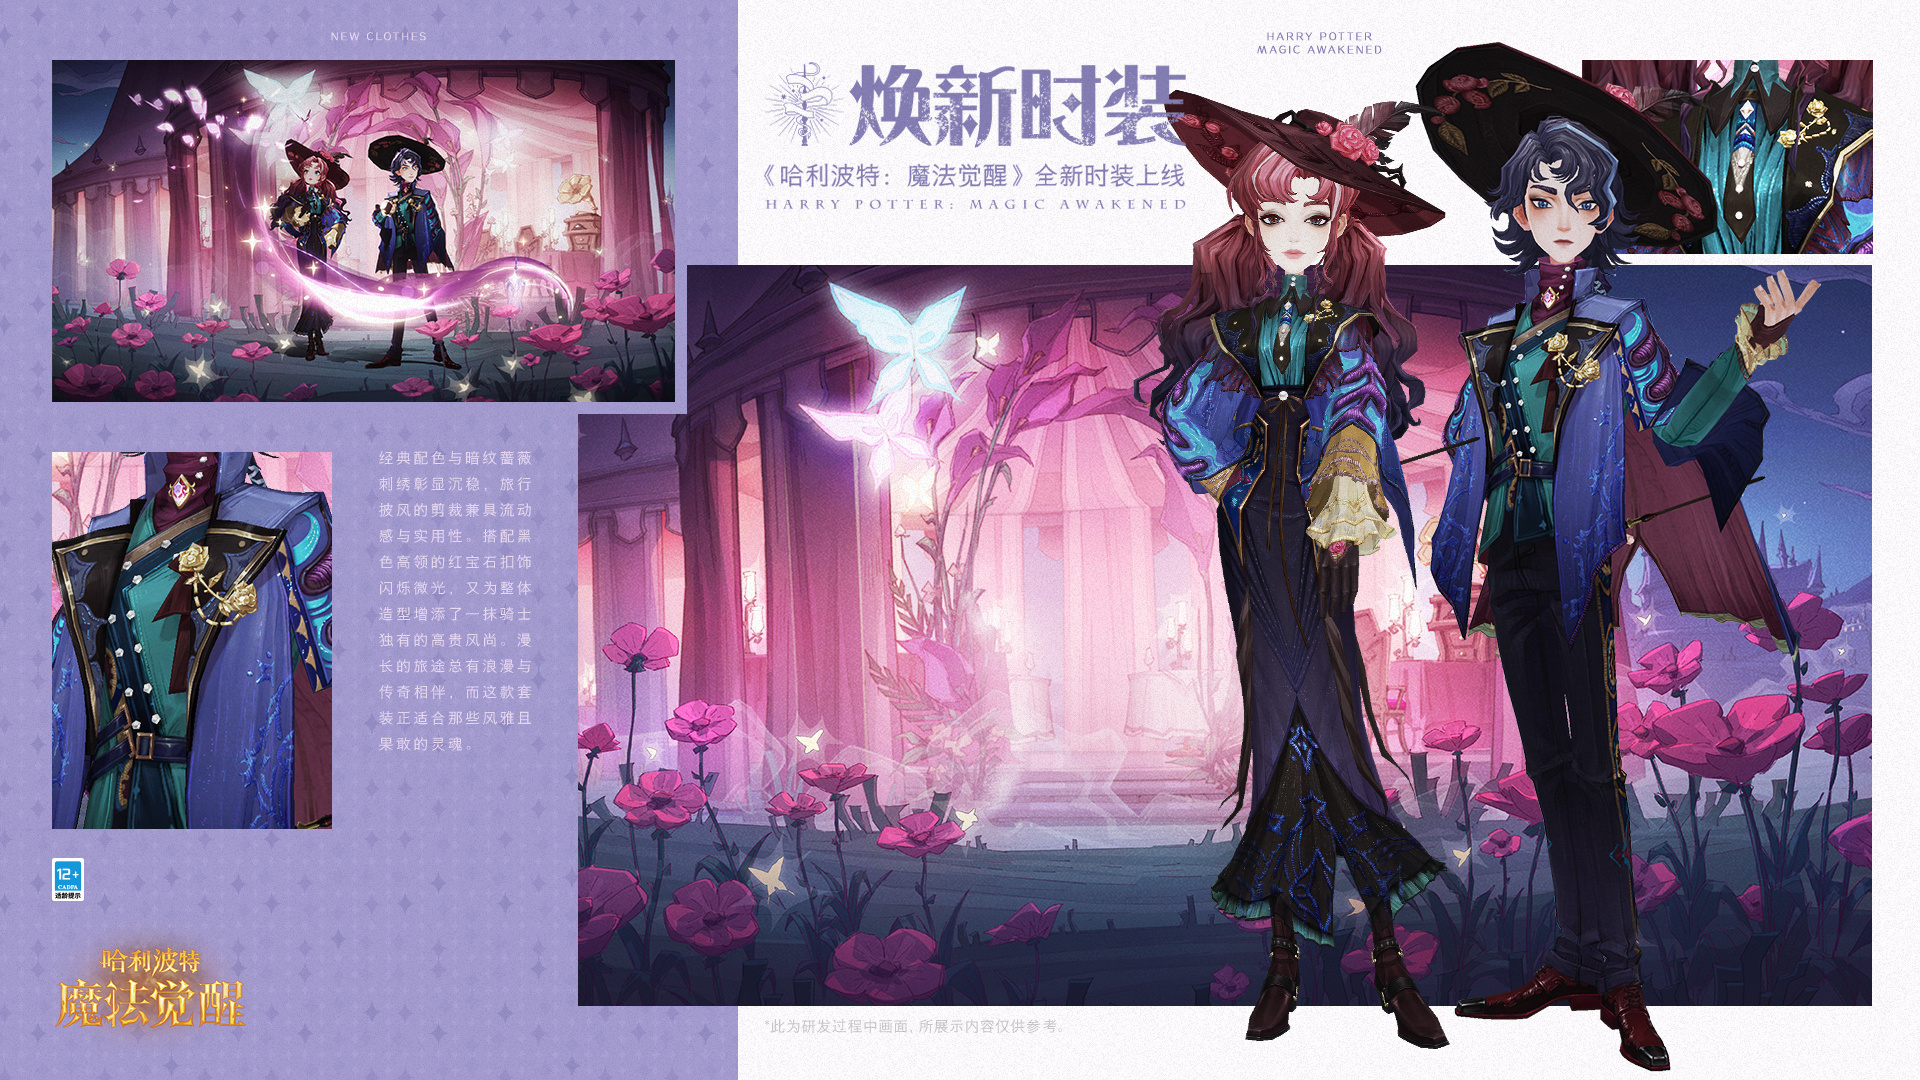 NEW CLOTHES
HARRY POTTER
MAGIC AWAKENED
焕新时装
《哈利波特：魔法觉醒》全新时装上线
HARRY POTTER: MAGIC AWAKENED
经典配色与暗纹蔷薇
刺绣彰显沉稳，旅行
披风的剪裁兼具流动
感与实用性。搭配黑
色高领的红宝石扣饰
闪烁微光，又为整体
造型增添了一抹骑士
独有的高贵风尚。漫
长的旅途总有浪漫与
传奇相伴，而这款套
装正适合那些风雅且
果敢的灵魂。
12+
CADPA
适龄提示
哈利波特
魔法觉醒
*此为研发过程中画面，所展示内容仅供参考。